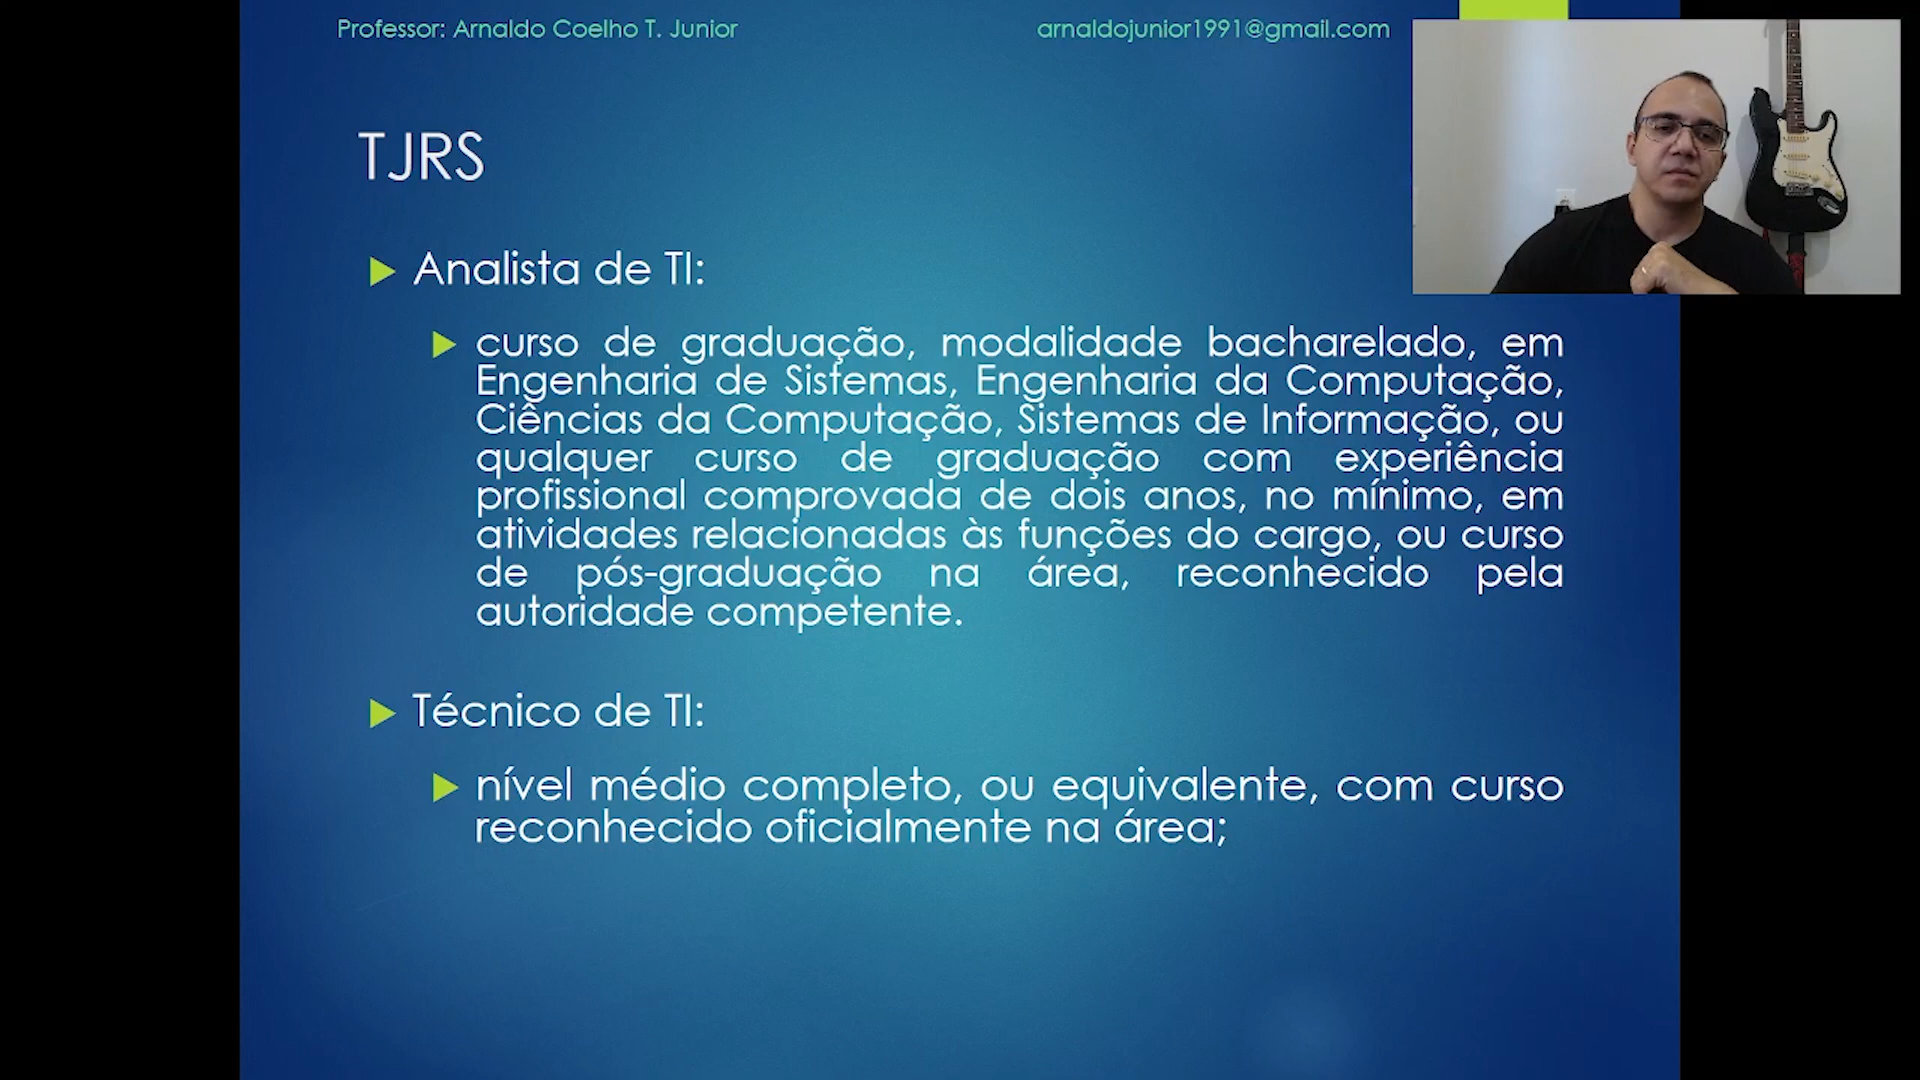 Professor: Arnaldo Coelho T. Junior
arnaldojunior1991@gmail.com
TJRS
Analista de TI:
curso de graduação, modalidade bacharelado, em
Engenharia de Sistemas, Engenharia da Computação,
Ciências da Computação, Sistemas de Informação, ou
qualquer curso de graduação com experiência
profissional comprovada de dois anos, no mínimo, em
atividades relacionadas às funções do cargo, ou curso
de pós-graduação na área, reconhecido pela
autoridade competente.
Técnico de TI:
nível médio completo, ou equivalente, com curso
reconhecido oficialmente na área;